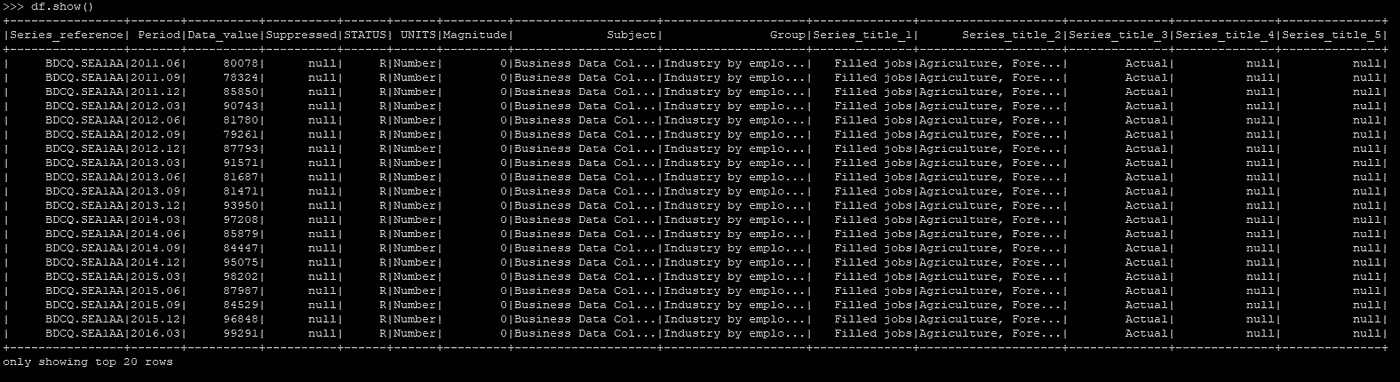 >>> df.show()
+----------------+-------+----------+----------+------+------+---------+--------------------+--------------------+--------------+--------------------+--------------+--------------+--------------+
|Series_reference| Period|Data_value|Suppressed|STATUS| UNITS|Magnitude|             Subject|               Group|Series_title_1|      Series_title_2|Series_title_3|Series_title_4|Series_title_5|
+----------------+-------+----------+----------+------+------+---------+--------------------+--------------------+--------------+--------------------+--------------+--------------+--------------+
|     BDCQ.SEA1AA|2011.06|     80078|      null|     R|Number|        0|Business Data Col...|Industry by emplo...|   Filled jobs|Agriculture, Fore...|        Actual|          null|          null|
|     BDCQ.SEA1AA|2011.09|     78324|      null|     R|Number|        0|Business Data Col...|Industry by emplo...|   Filled jobs|Agriculture, Fore...|        Actual|          null|          null|
|     BDCQ.SEA1AA|2011.12|     85850|      null|     R|Number|        0|Business Data Col...|Industry by emplo...|   Filled jobs|Agriculture, Fore...|        Actual|          null|          null|
|     BDCQ.SEA1AA|2012.03|     90743|      null|     R|Number|        0|Business Data Col...|Industry by emplo...|   Filled jobs|Agriculture, Fore...|        Actual|          null|          null|
|     BDCQ.SEA1AA|2012.06|     81780|      null|     R|Number|        0|Business Data Col...|Industry by emplo...|   Filled jobs|Agriculture, Fore...|        Actual|          null|          null|
|     BDCQ.SEA1AA|2012.09|     79261|      null|     R|Number|        0|Business Data Col...|Industry by emplo...|   Filled jobs|Agriculture, Fore...|        Actual|          null|          null|
|     BDCQ.SEA1AA|2012.12|     87793|      null|     R|Number|        0|Business Data Col...|Industry by emplo...|   Filled jobs|Agriculture, Fore...|        Actual|          null|          null|
|     BDCQ.SEA1AA|2013.03|     91571|      null|     R|Number|        0|Business Data Col...|Industry by emplo...|   Filled jobs|Agriculture, Fore...|        Actual|          null|          null|
|     BDCQ.SEA1AA|2013.06|     81687|      null|     R|Number|        0|Business Data Col...|Industry by emplo...|   Filled jobs|Agriculture, Fore...|        Actual|          null|          null|
|     BDCQ.SEA1AA|2013.09|     81471|      null|     R|Number|        0|Business Data Col...|Industry by emplo...|   Filled jobs|Agriculture, Fore...|        Actual|          null|          null|
|     BDCQ.SEA1AA|2013.12|     93950|      null|     R|Number|        0|Business Data Col...|Industry by emplo...|   Filled jobs|Agriculture, Fore...|        Actual|          null|          null|
|     BDCQ.SEA1AA|2014.03|     97208|      null|     R|Number|        0|Business Data Col...|Industry by emplo...|   Filled jobs|Agriculture, Fore...|        Actual|          null|          null|
|     BDCQ.SEA1AA|2014.06|     85879|      null|     R|Number|        0|Business Data Col...|Industry by emplo...|   Filled jobs|Agriculture, Fore...|        Actual|          null|          null|
|     BDCQ.SEA1AA|2014.09|     84447|      null|     R|Number|        0|Business Data Col...|Industry by emplo...|   Filled jobs|Agriculture, Fore...|        Actual|          null|          null|
|     BDCQ.SEA1AA|2014.12|     95075|      null|     R|Number|        0|Business Data Col...|Industry by emplo...|   Filled jobs|Agriculture, Fore...|        Actual|          null|          null|
|     BDCQ.SEA1AA|2015.03|     98202|      null|     R|Number|        0|Business Data Col...|Industry by emplo...|   Filled jobs|Agriculture, Fore...|        Actual|          null|          null|
|     BDCQ.SEA1AA|2015.06|     87987|      null|     R|Number|        0|Business Data Col...|Industry by emplo...|   Filled jobs|Agriculture, Fore...|        Actual|          null|          null|
|     BDCQ.SEA1AA|2015.09|     84529|      null|     R|Number|        0|Business Data Col...|Industry by emplo...|   Filled jobs|Agriculture, Fore...|        Actual|          null|          null|
|     BDCQ.SEA1AA|2015.12|     96848|      null|     R|Number|        0|Business Data Col...|Industry by emplo...|   Filled jobs|Agriculture, Fore...|        Actual|          null|          null|
|     BDCQ.SEA1AA|2016.03|     99291|      null|     R|Number|        0|Business Data Col...|Industry by emplo...|   Filled jobs|Agriculture, Fore...|        Actual|          null|          null|
+----------------+-------+----------+----------+------+------+---------+--------------------+--------------------+--------------+--------------------+--------------+--------------+--------------+
only showing top 20 rows